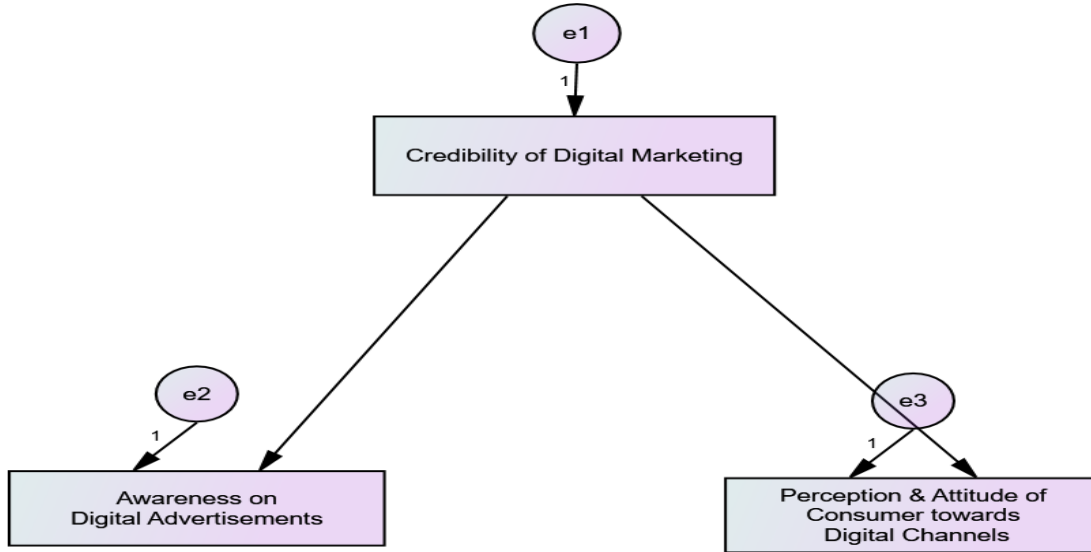 e1
1
Credibility of Digital Marketing
e2
1
Awareness on
Digital Advertisements
e3
1
Perception & Attitude of
Consumer towards
Digital Channels